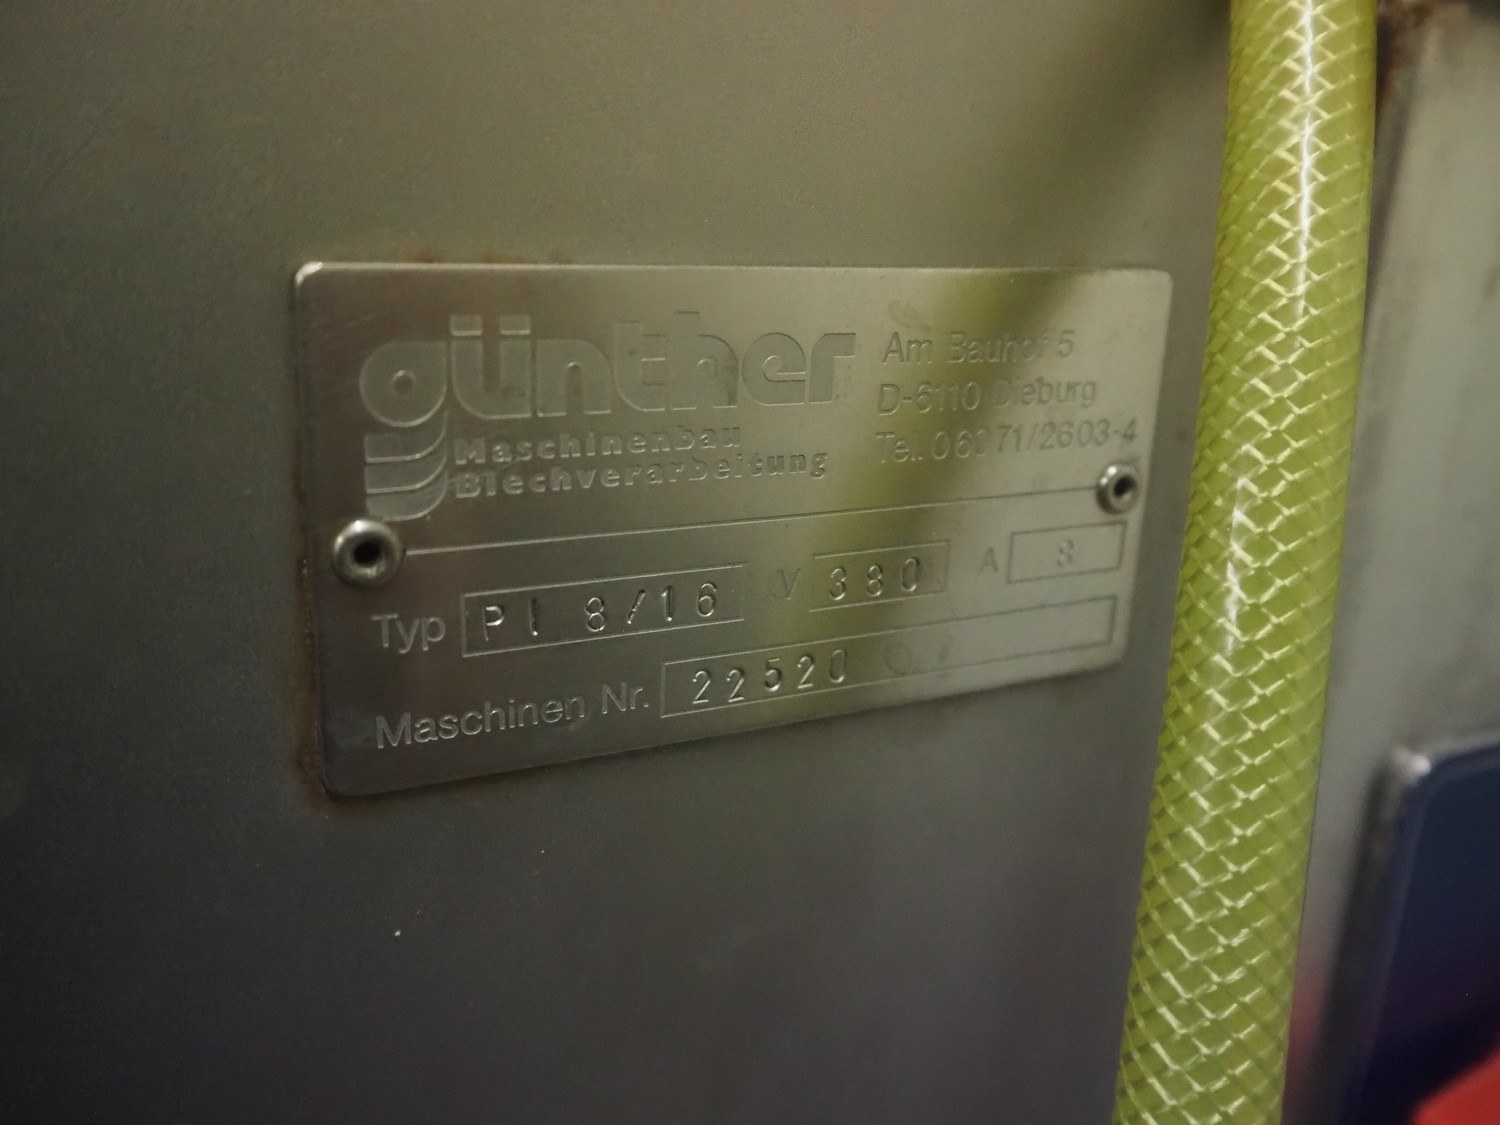 günther
Maschinenbau
Blechverarbeitung
Am Bauhof 5
D-6110 Dieburg
Tel. 06071/2603-4
Typ PI 8/16 V 380 A 8
Maschinen Nr. 22520